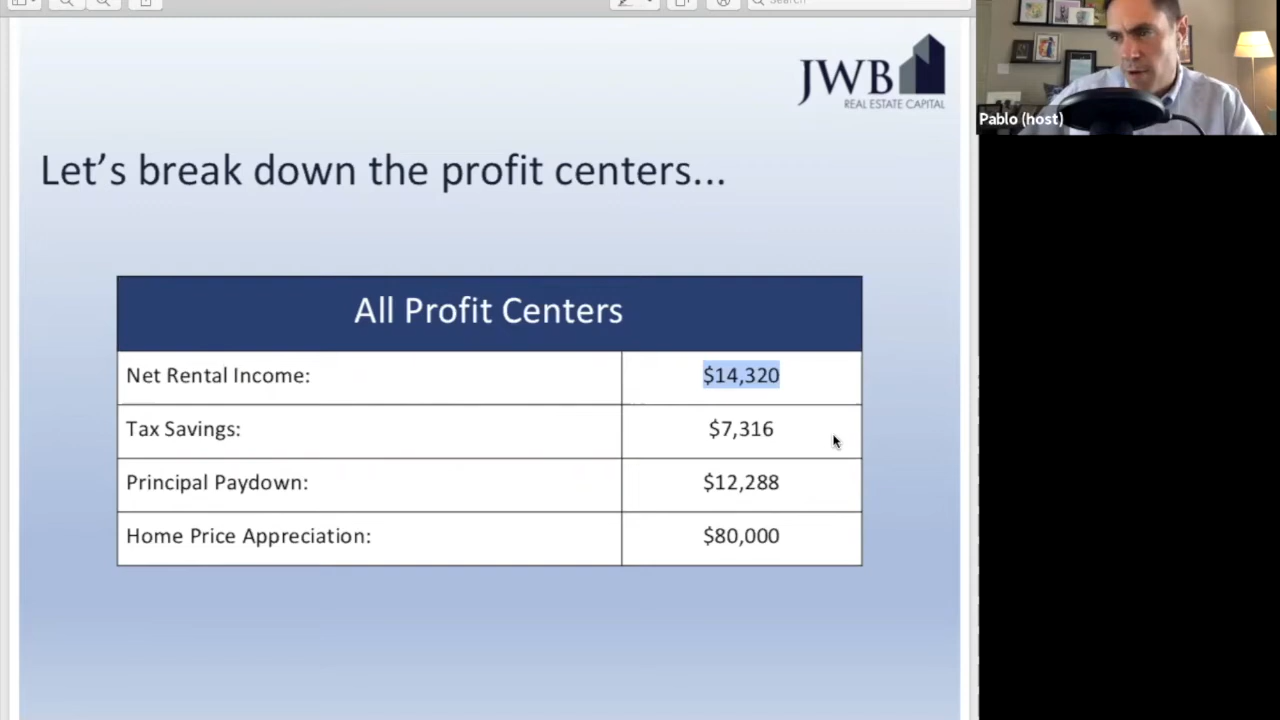 Search
JWB
REAL ESTATE CAPITAL
Pablo (host)
Let's break down the profit centers...
All Profit Centers
Net Rental Income: $14,320
Tax Savings: $7,316
Principal Paydown: $12,288
Home Price Appreciation: $80,000